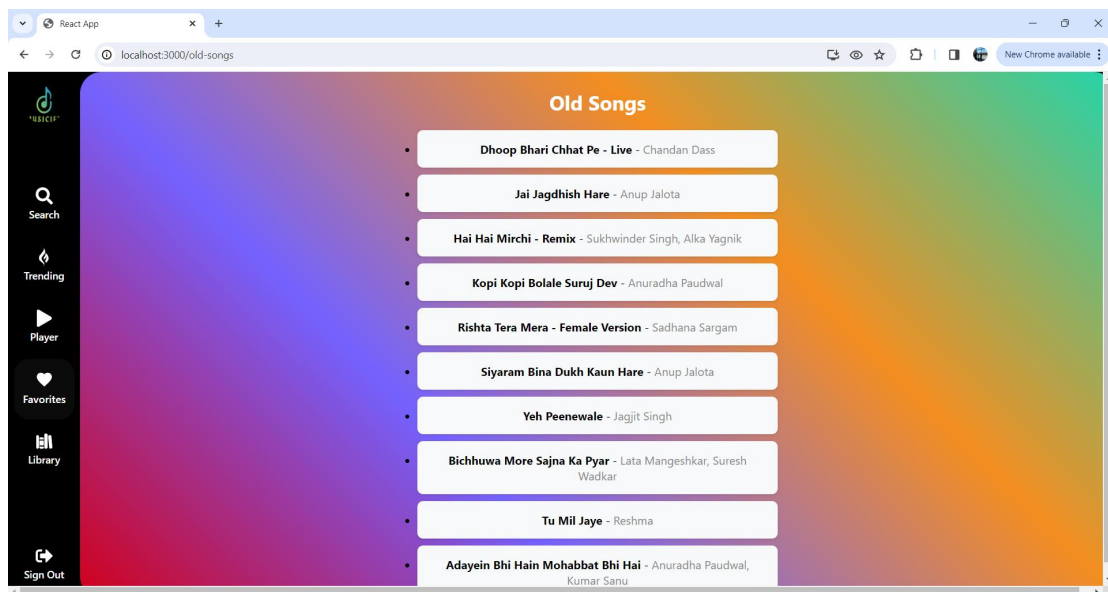 React App
localhost:3000/old-songs
New Chrome available
Old Songs
Search
Trending
Player
Favorites
Library
Sign Out
Dhoop Bhari Chhat Pe - Live - Chandan Dass
Jai Jagdhish Hare - Anup Jalota
Hai Hai Mirchi - Remix - Sukhwinder Singh, Alka Yagnik
Kopi Kopi Bolale Suruj Dev - Anuradha Paudwal
Rishta Tera Mera - Female Version - Sadhana Sargam
Siyaram Bina Dukh Kaun Hare - Anup Jalota
Yeh Peenewale - Jagjit Singh
Bichhuwa More Sajna Ka Pyar - Lata Mangeshkar, Suresh
Wadkar
Tu Mil Jaye - Reshma
Adayein Bhi Hain Mohabbat Bhi Hai - Anuradha Paudwal,
Kumar Sanu